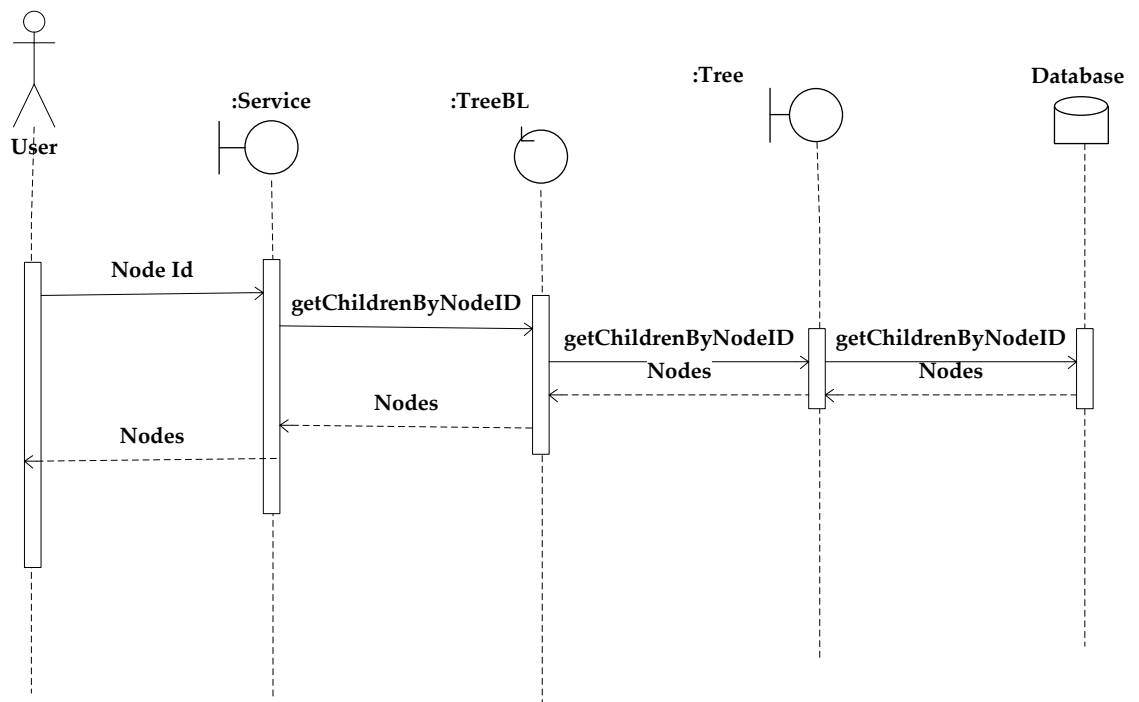 :Tree
Database
:Service
:TreeBL
User
Node Id
getChildrenByNodeID
getChildrenByNodeID
getChildrenByNodeID
Nodes
Nodes
Nodes
Nodes